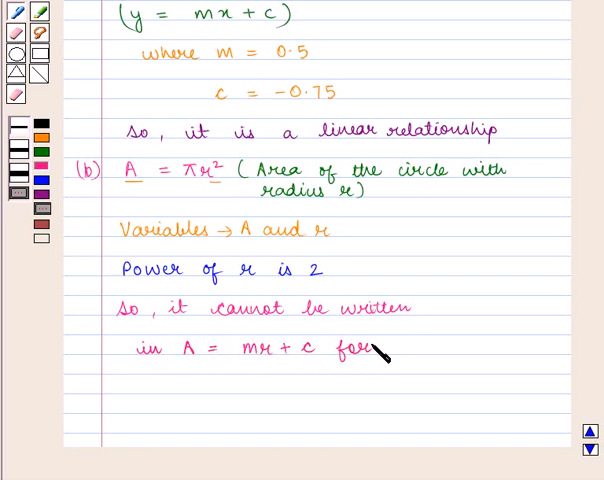 (y = mx + c)
where m = 0.5
c = -0.75
So, it is a linear relationship
(b) A = πr² (Area of the circle with
radius r)
Variables → A and r
Power of r is 2
So, it cannot be written
in A = mr + c for